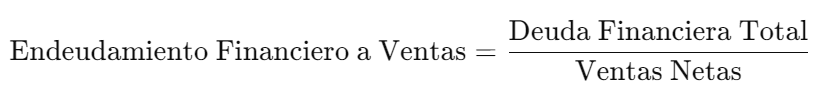 Endeudamiento Financiero a Ventas = Deuda Financiera Total
Ventas Netas